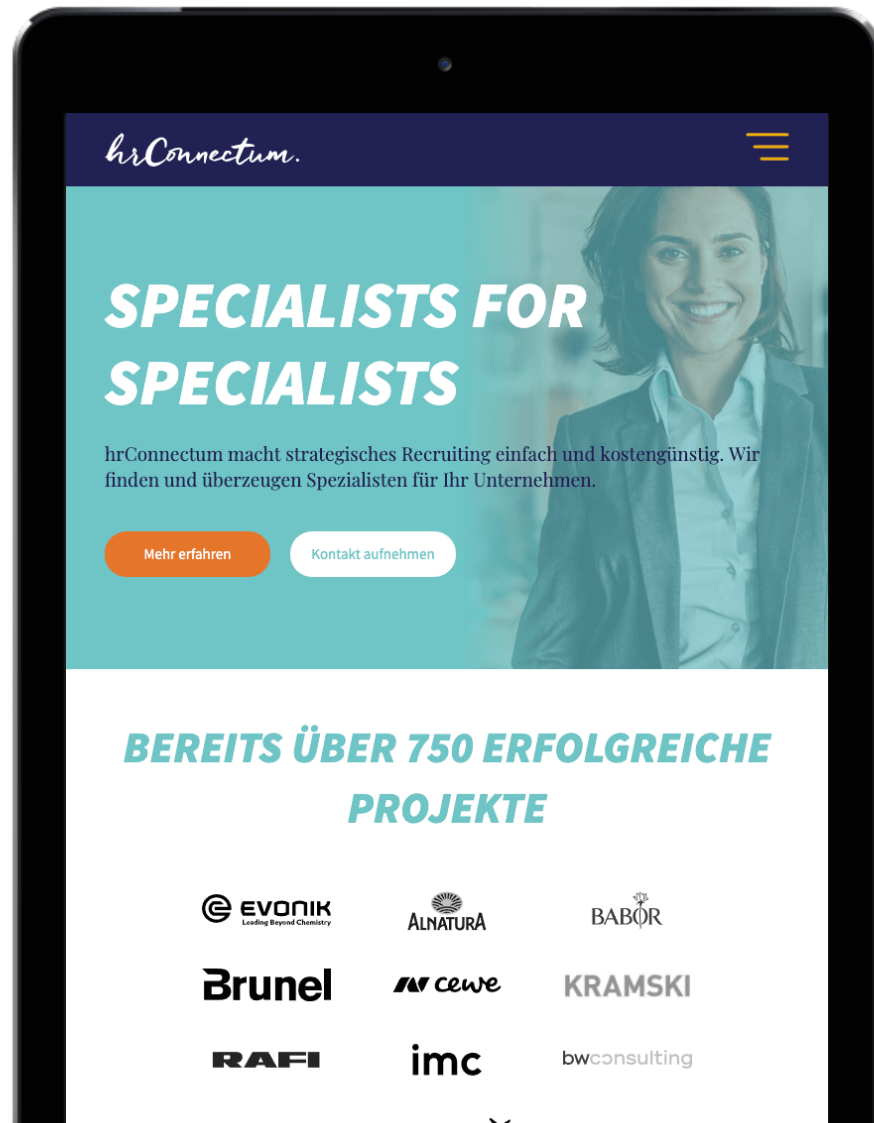 hrConnectum.
SPECIALISTS FOR
SPECIALISTS
hrConnectum macht strategisches Recruiting einfach und kostengünstig. Wir
finden und überzeugen Spezialisten für Ihr Unternehmen.
Mehr erfahren
Kontakt aufnehmen
BEREITS ÜBER 750 ERFOLGREICHE
PROJEKTE
EVONIK
Leading Beyond Chemistry
ALNATURA
BABOR
Brunel
cewe
KRAMSKI
RAFI
imc
bwconsulting